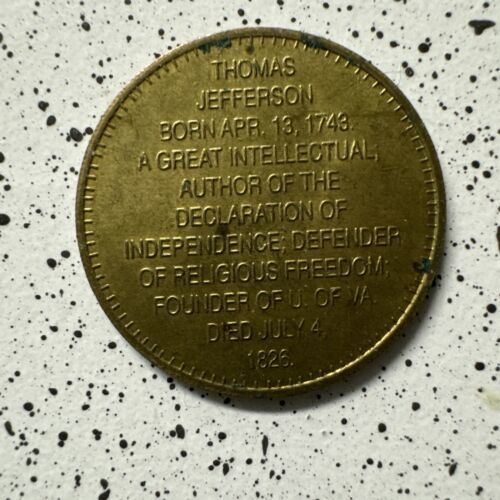 THOMAS
JEFFERSON
BORN APR. 13, 1743.
A GREAT INTELLECTUAL;
AUTHOR OF THE
DECLARATION OF
INDEPENDENCE; DEFENDER
OF RELIGIOUS FREEDOM;
FOUNDER OF U. OF VA.
DIED JULY 4,
1826.